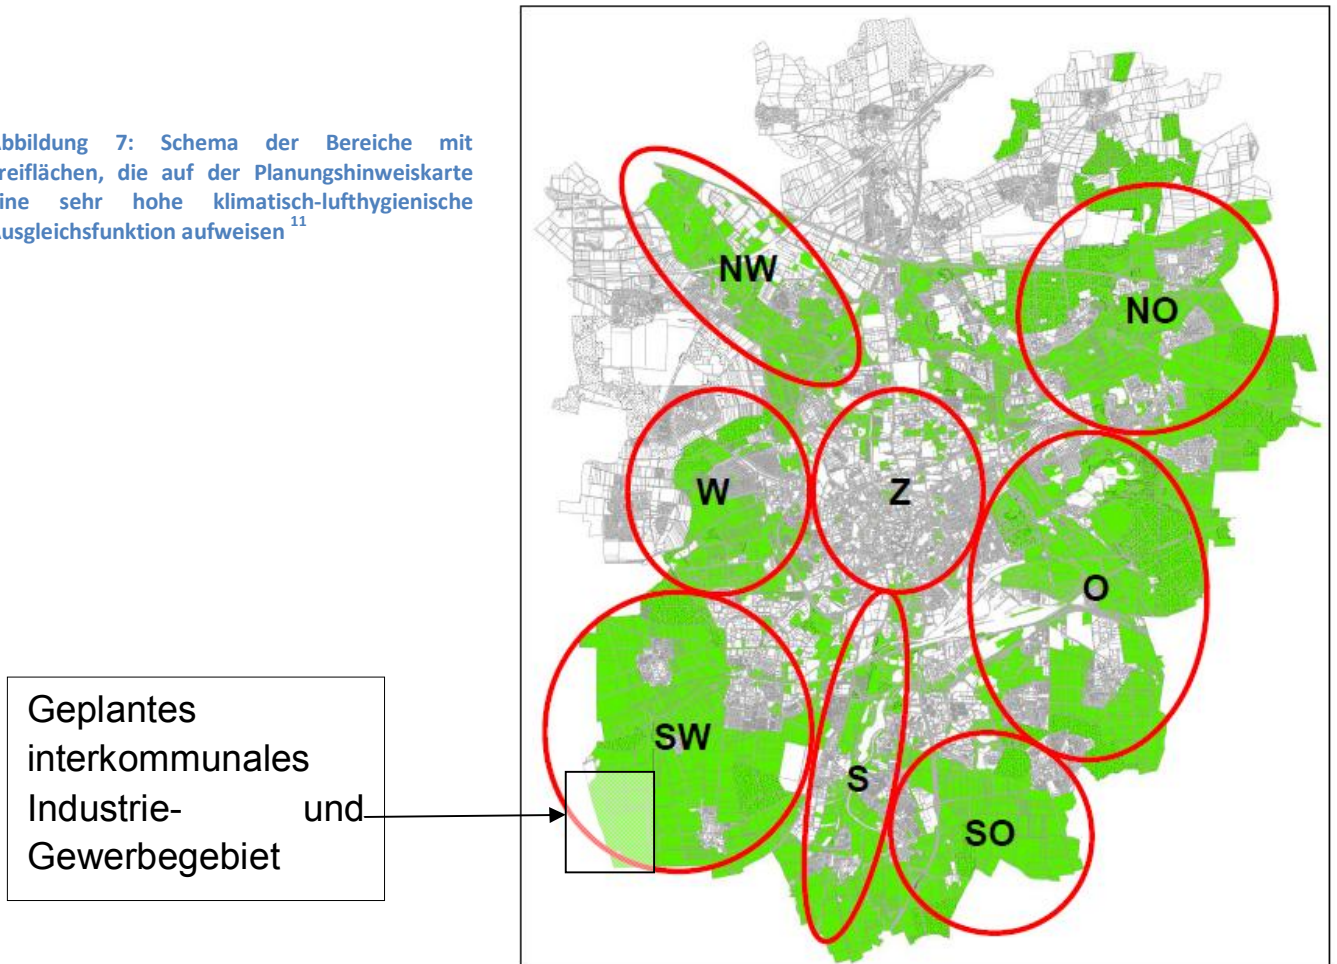 bbildung 7: Schema der Bereiche mit
reiflächen, die auf der Planungshinweiskarte
ine sehr hohe klimatisch-lufthygienische
usgleichsfunktion aufweisen 11
NW
NO
W
Z
O
SW
S
SO
Geplantes
interkommunales
Industrie- und
Gewerbegebiet